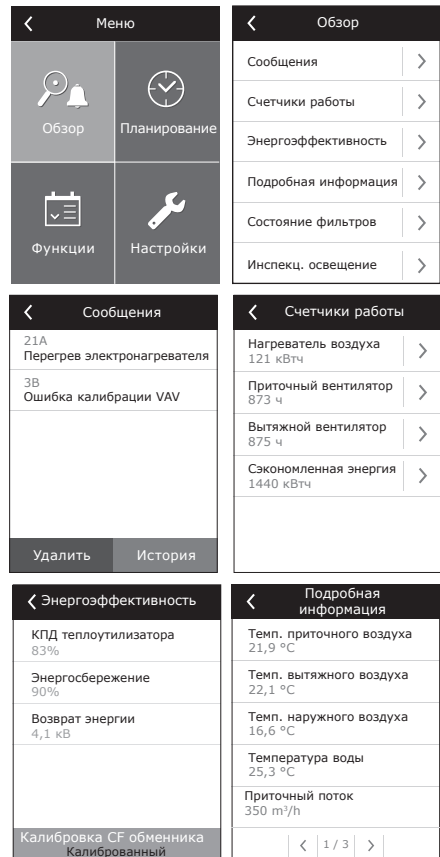 Меню
Обзор
Планирование
Функции
Настройки
Обзор
Сообщения
Счетчики работы
Энергоэффективность
Подробная информация
Состояние фильтров
Инспекц. освещение
Сообщения
21A
Перегрев электронагревателя
3B
Ошибка калибрации VAV
Удалить
История
Счетчики работы
Нагреватель воздуха
121 кВтч
Приточный вентилятор
873 ч
Вытяжной вентилятор
875 ч
Сэкономленная энергия
1440 кВтч
Энергоэффективность
КПД теплоутилизатора
83%
Энергосбережение
90%
Возврат энергии
4,1 кВ
Калибровка CF обменника
Калиброванный
Подробная
информация
Темп. приточного воздуха
21,9 °C
Темп. вытяжного воздуха
22,1 °C
Темп. наружного воздуха
16,6 °C
Температура воды
25,3 °C
Приточный поток
350 m³/h
1 / 3